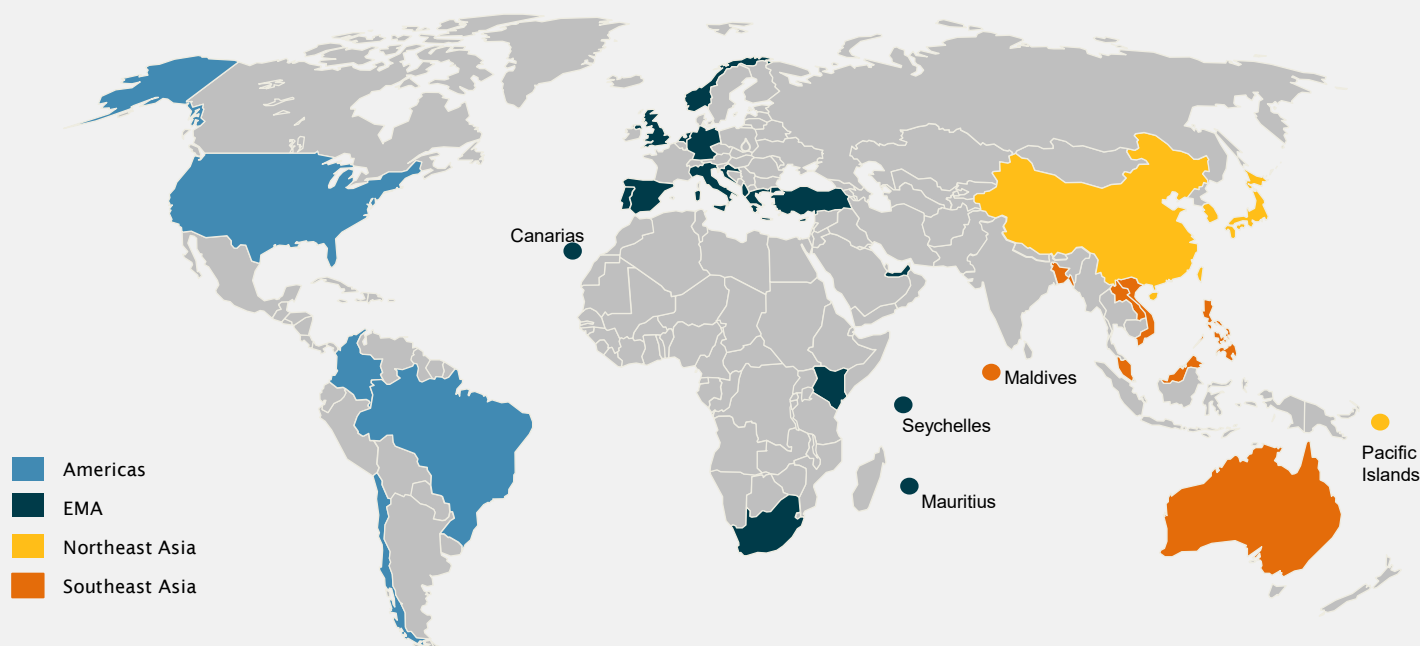 Canarias
Maldives
Seychelles
Mauritius
Pacific
Islands
Americas
EMA
Northeast Asia
Southeast Asia